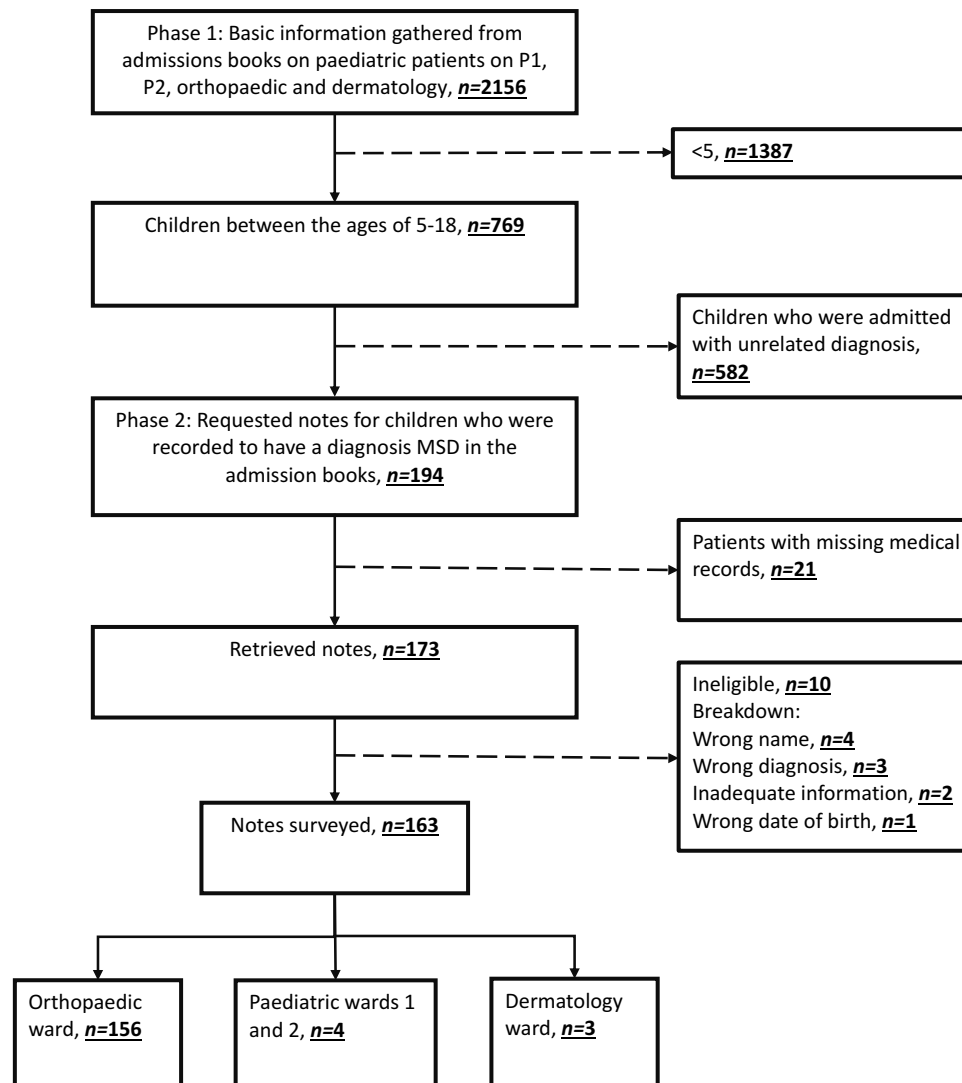 Phase 1: Basic information gathered from
admissions books on paediatric patients on P1,
P2, orthopaedic and dermatology, n=2156
<5, n=1387
Children between the ages of 5-18, n=769
Children who were admitted
with unrelated diagnosis,
n=582
Phase 2: Requested notes for children who were
recorded to have a diagnosis MSD in the
admission books, n=194
Patients with missing medical
records, n=21
Retrieved notes, n=173
Ineligible, n=10
Breakdown:
Wrong name, n=4
Wrong diagnosis, n=3
Inadequate information, n=2
Wrong date of birth, n=1
Notes surveyed, n=163
Orthopaedic
ward, n=156
Paediatric wards 1
and 2, n=4
Dermatology
ward, n=3